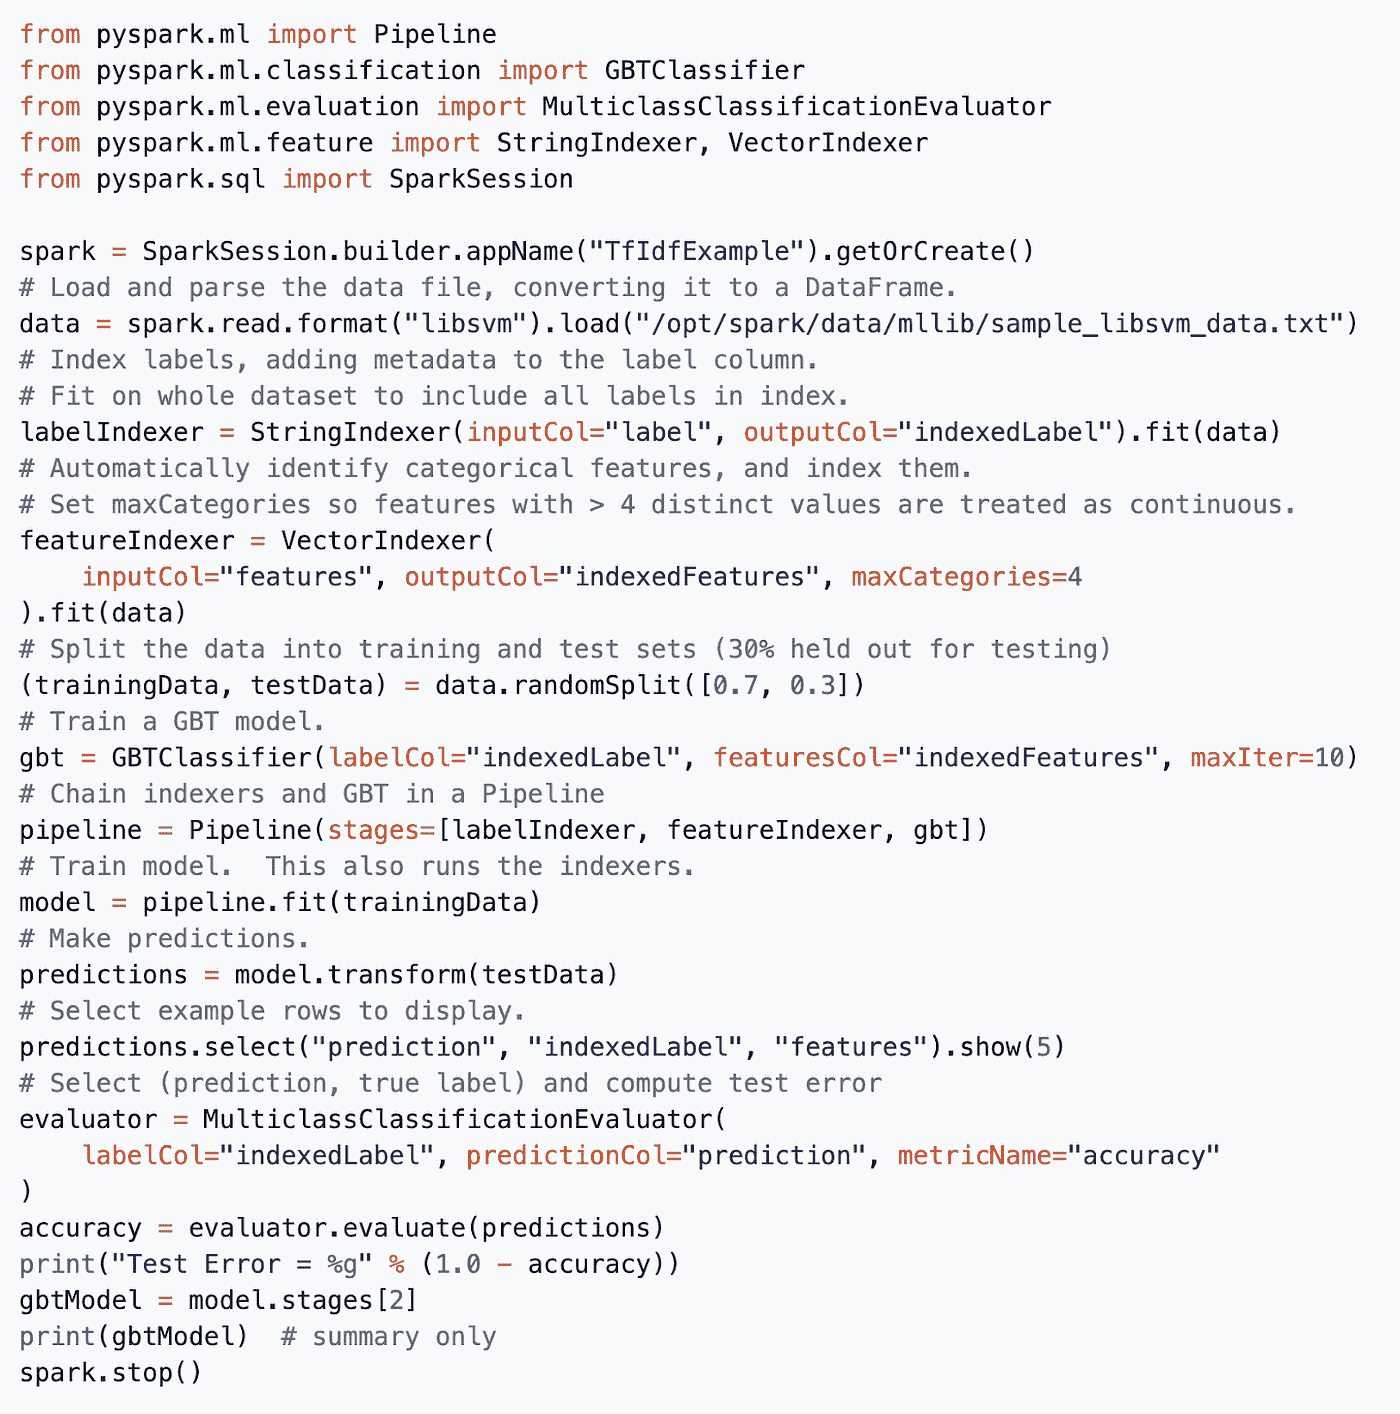 from pyspark.ml import Pipeline
from pyspark.ml.classification import GBTClassifier
from pyspark.ml.evaluation import MulticlassClassificationEvaluator
from pyspark.ml.feature import StringIndexer, VectorIndexer
from pyspark.sql import SparkSession

spark = SparkSession.builder.appName("TfIdfExample").getOrCreate()
# Load and parse the data file, converting it to a DataFrame.
data = spark.read.format("libsvm").load("/opt/spark/data/mllib/sample_libsvm_data.txt")
# Index labels, adding metadata to the label column.
# Fit on whole dataset to include all labels in index.
labelIndexer = StringIndexer(inputCol="label", outputCol="indexedLabel").fit(data)
# Automatically identify categorical features, and index them.
# Set maxCategories so features with > 4 distinct values are treated as continuous.
featureIndexer = VectorIndexer(
    inputCol="features", outputCol="indexedFeatures", maxCategories=4
).fit(data)
# Split the data into training and test sets (30% held out for testing)
(trainingData, testData) = data.randomSplit([0.7, 0.3])
# Train a GBT model.
gbt = GBTClassifier(labelCol="indexedLabel", featuresCol="indexedFeatures", maxIter=10)
# Chain indexers and GBT in a Pipeline
pipeline = Pipeline(stages=[labelIndexer, featureIndexer, gbt])
# Train model.  This also runs the indexers.
model = pipeline.fit(trainingData)
# Make predictions.
predictions = model.transform(testData)
# Select example rows to display.
predictions.select("prediction", "indexedLabel", "features").show(5)
# Select (prediction, true label) and compute test error
evaluator = MulticlassClassificationEvaluator(
    labelCol="indexedLabel", predictionCol="prediction", metricName="accuracy"
)
accuracy = evaluator.evaluate(predictions)
print("Test Error = %g" % (1.0 - accuracy))
gbtModel = model.stages[2]
print(gbtModel)  # summary only
spark.stop()